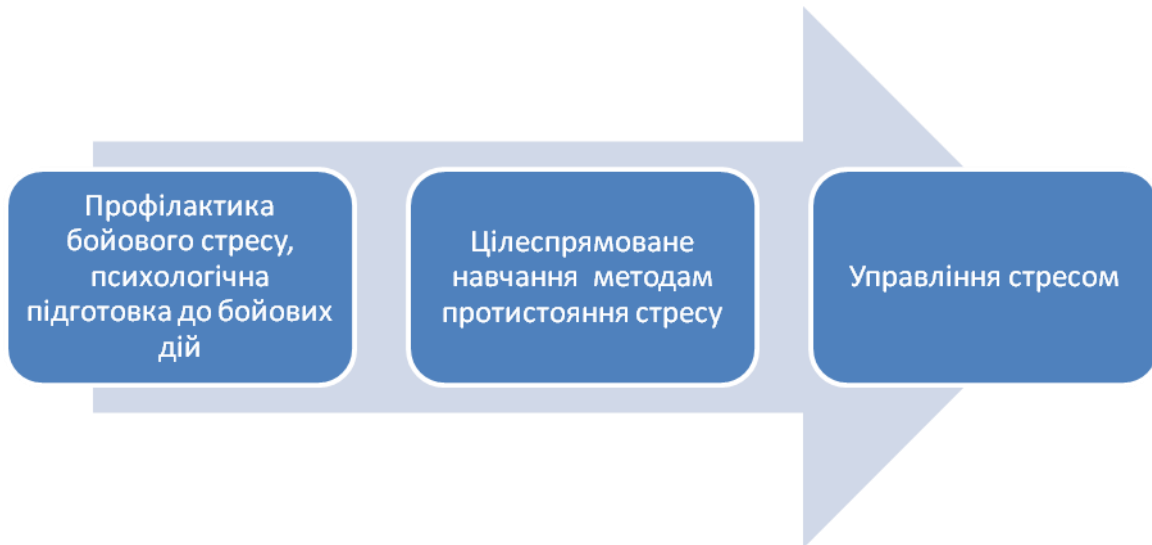 Профілактика
бойового стресу,
психологічна
підготовка до бойових
дій
Цілеспрямоване
навчання методам
протистояння стресу
Управління стресом